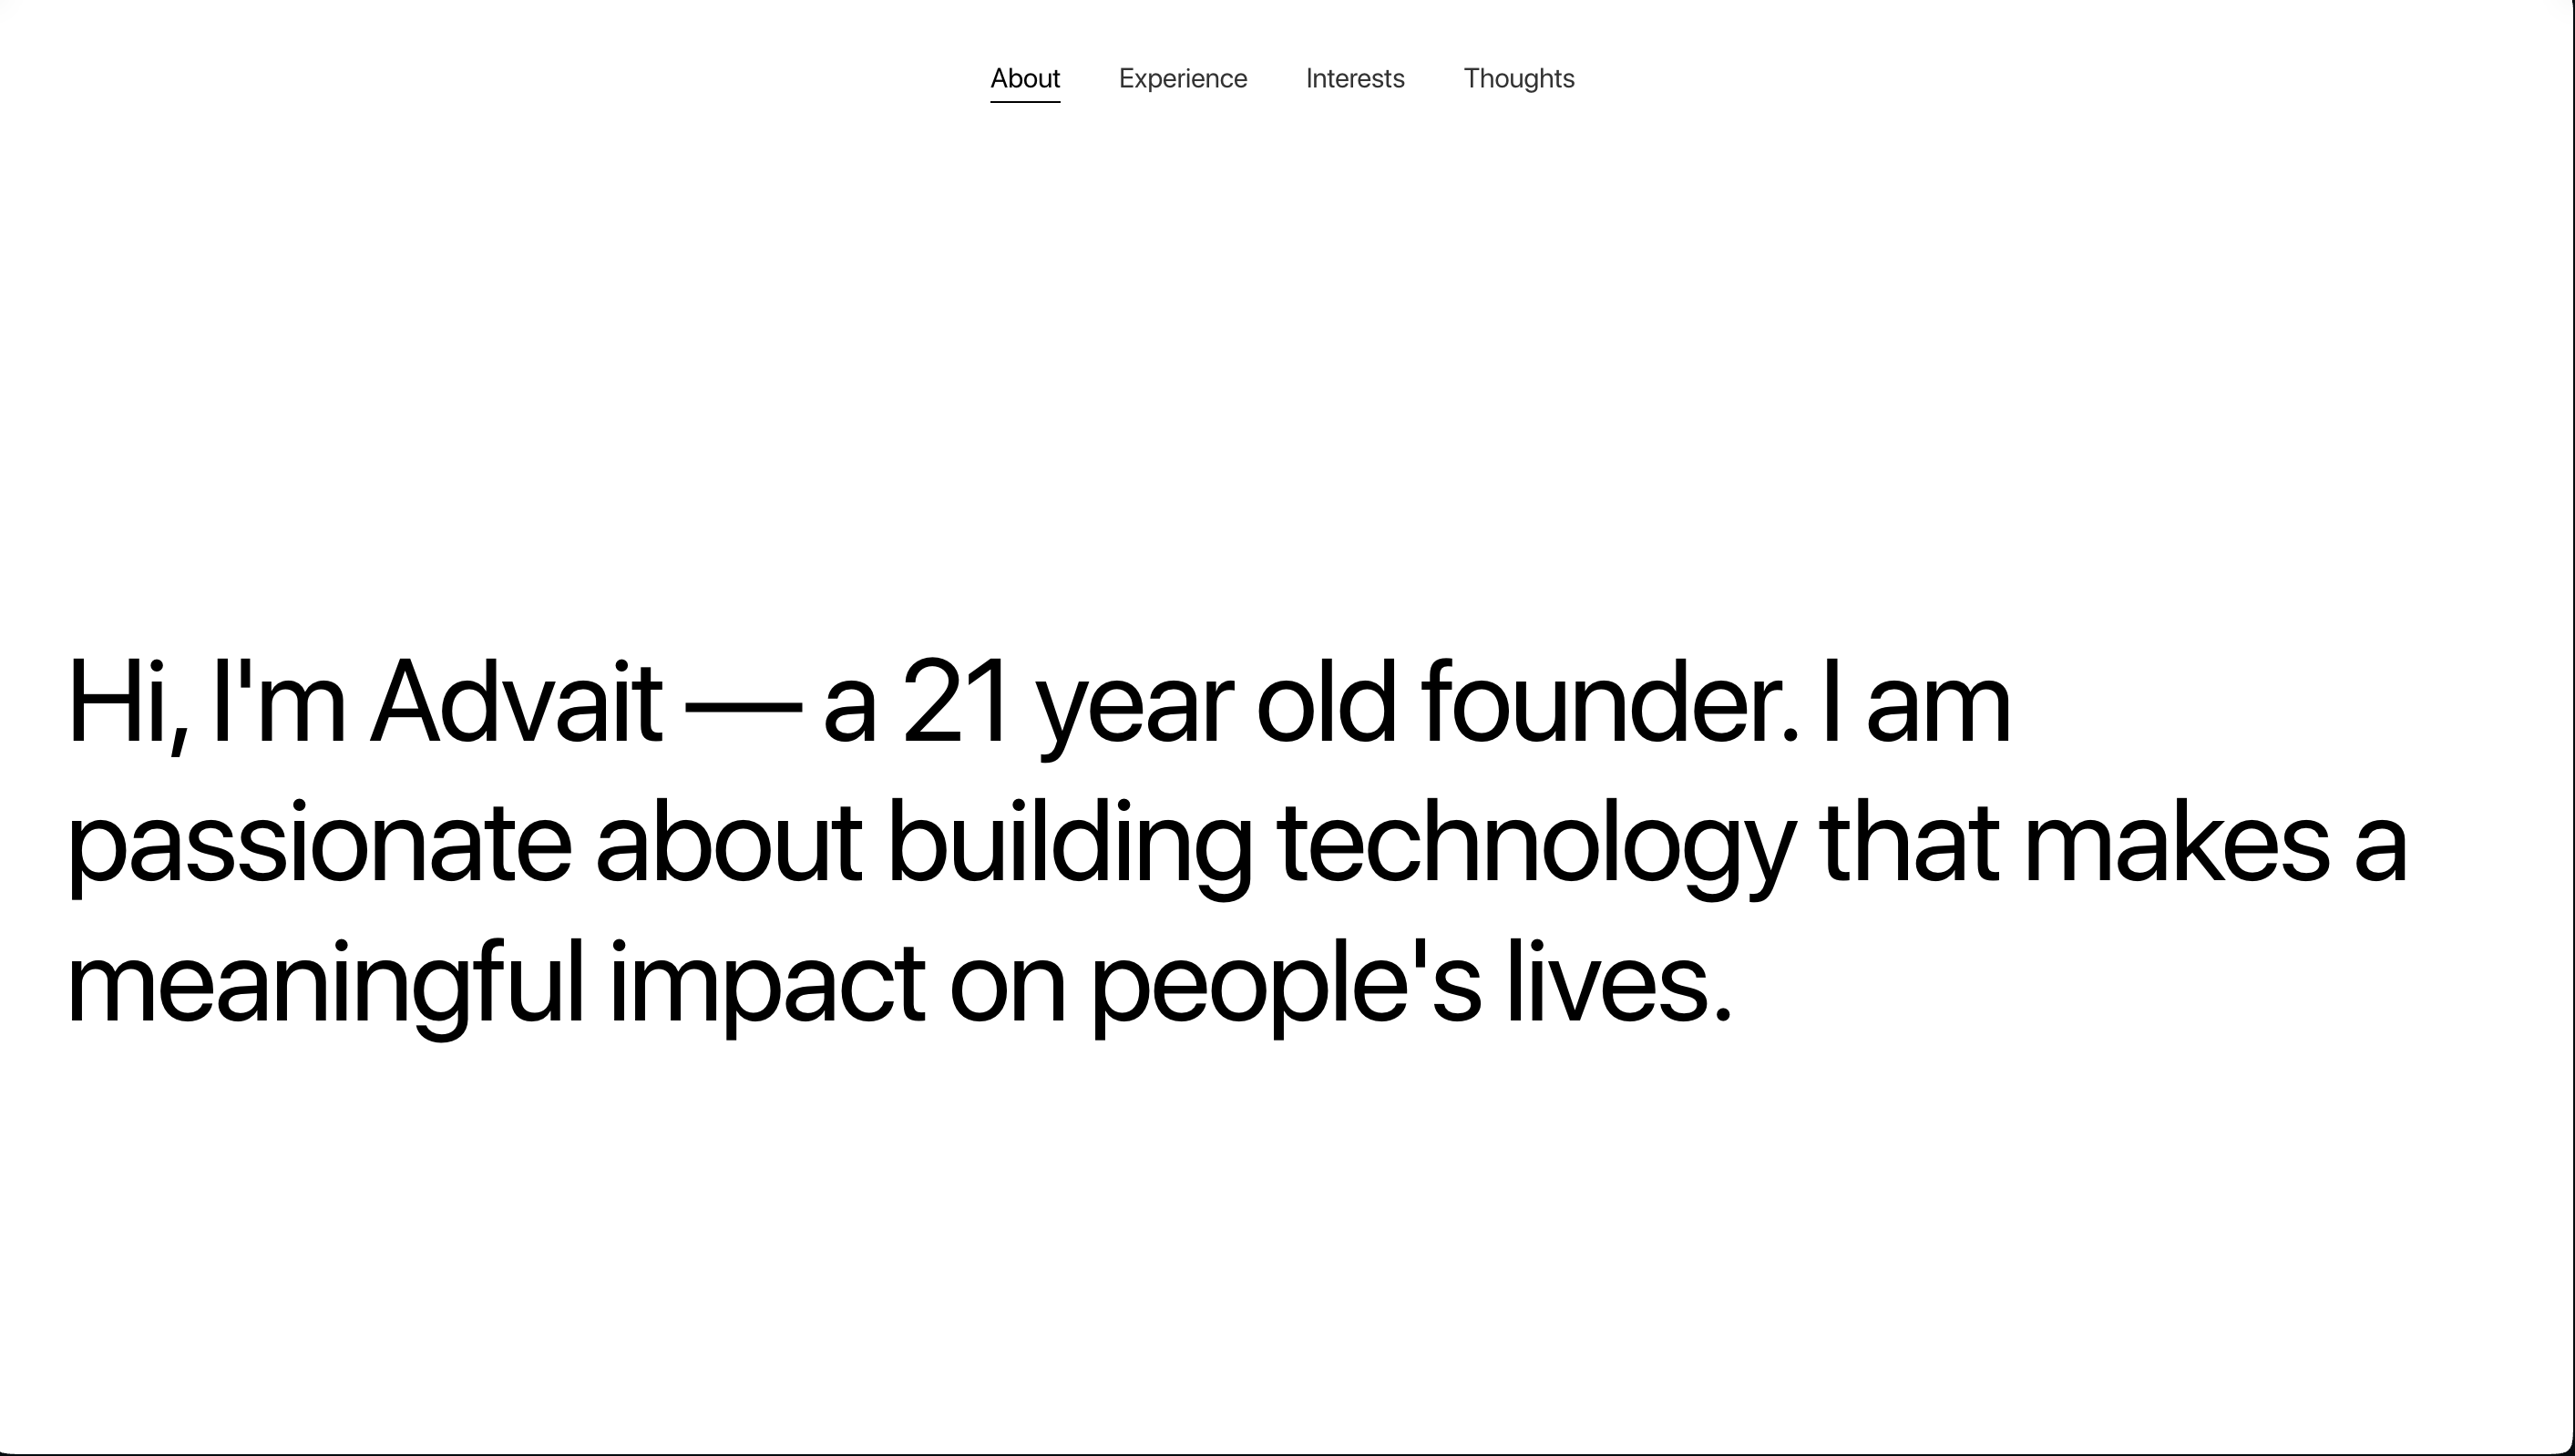 About Experience Interests Thoughts
Hi, I'm Advait — a 21 year old founder. I am
passionate about building technology that makes a
meaningful impact on people's lives.